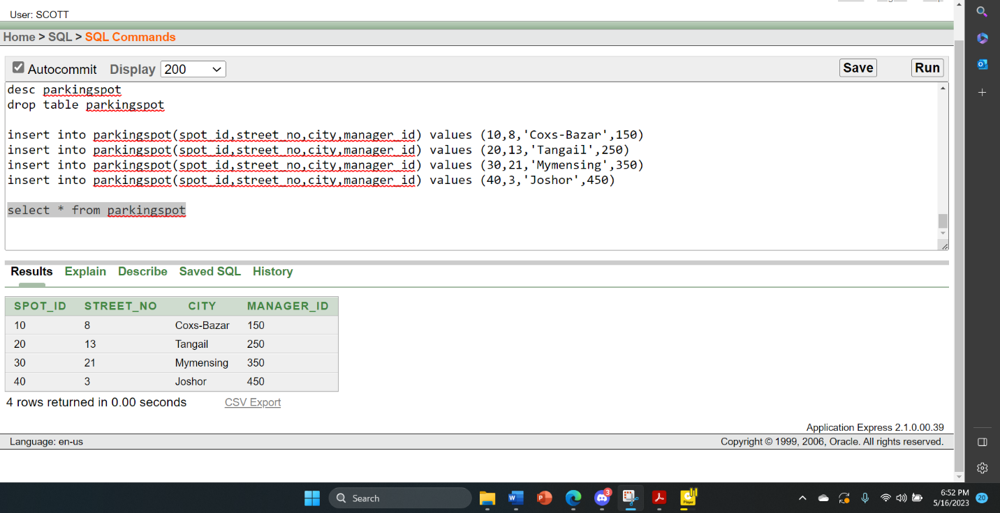 User: SCOTT
Home > SQL > SQL Commands
Autocommit Display 200 Save Run
desc parkingspot
drop table parkingspot
insert into parkingspot(spot_id,street_no,city,manager_id) values (10,8,'Coxs-Bazar',150)
insert into parkingspot(spot_id,street_no,city,manager_id) values (20,13,'Tangail',250)
insert into parkingspot(spot_id,street_no,city,manager_id) values (30,21,'Mymensing',350)
insert into parkingspot(spot_id,street_no,city,manager_id) values (40,3,'Joshor',450)
select * from parkingspot
Results Explain Describe Saved SQL History
SPOT_ID STREET_NO CITY MANAGER_ID
10 8 Coxs-Bazar 150
20 13 Tangail 250
30 21 Mymensing 350
40 3 Joshor 450
4 rows returned in 0.00 seconds CSV Export
Application Express 2.1.0.00.39
Language: en-us Copyright © 1999, 2006, Oracle. All rights reserved.
Search 3 Player 6:52 PM
5/16/2023 20